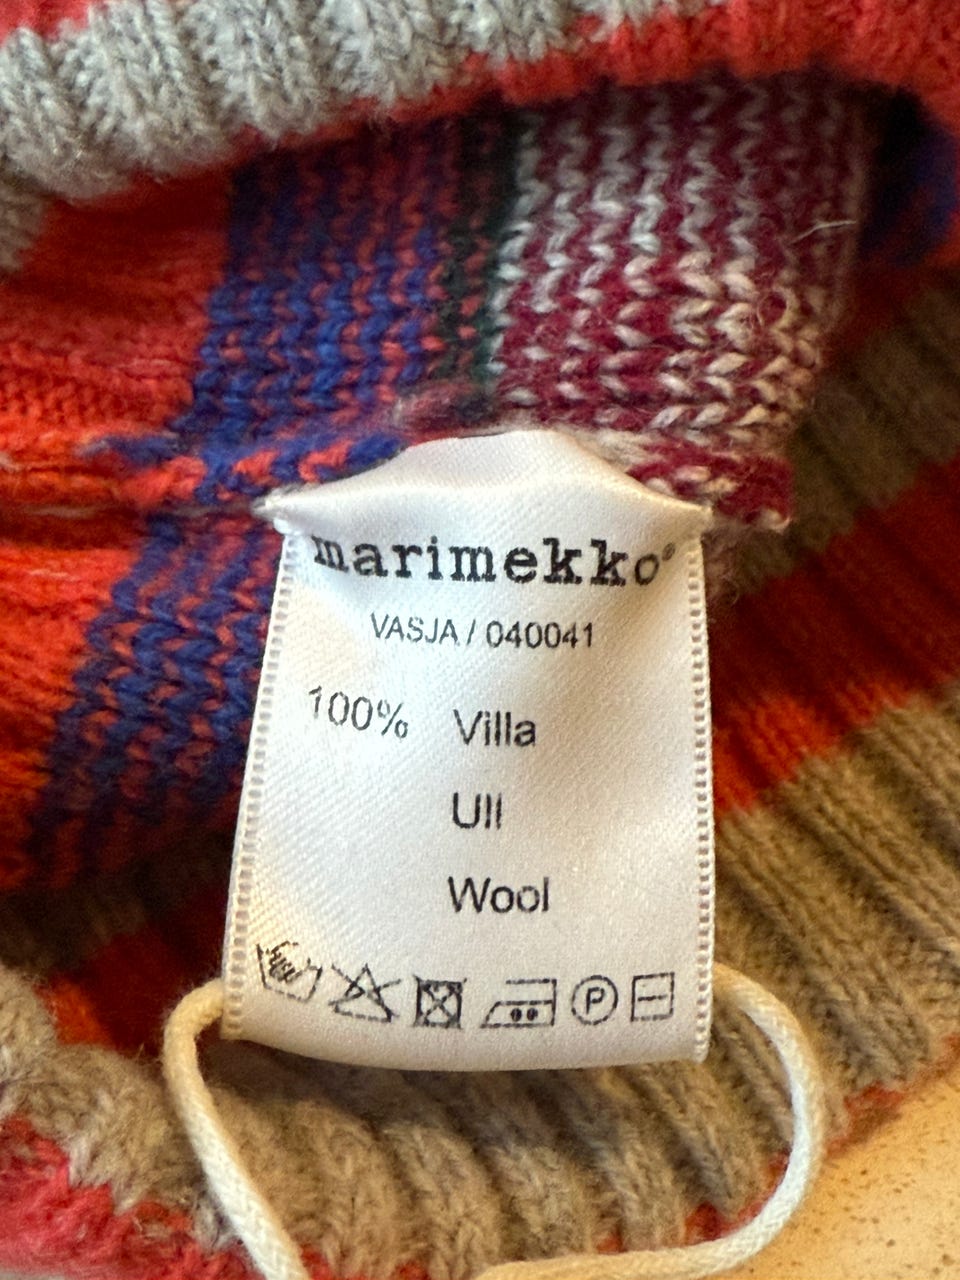 marimekko®
VASJA / 040041
100% Villa
Ull
Wool
P